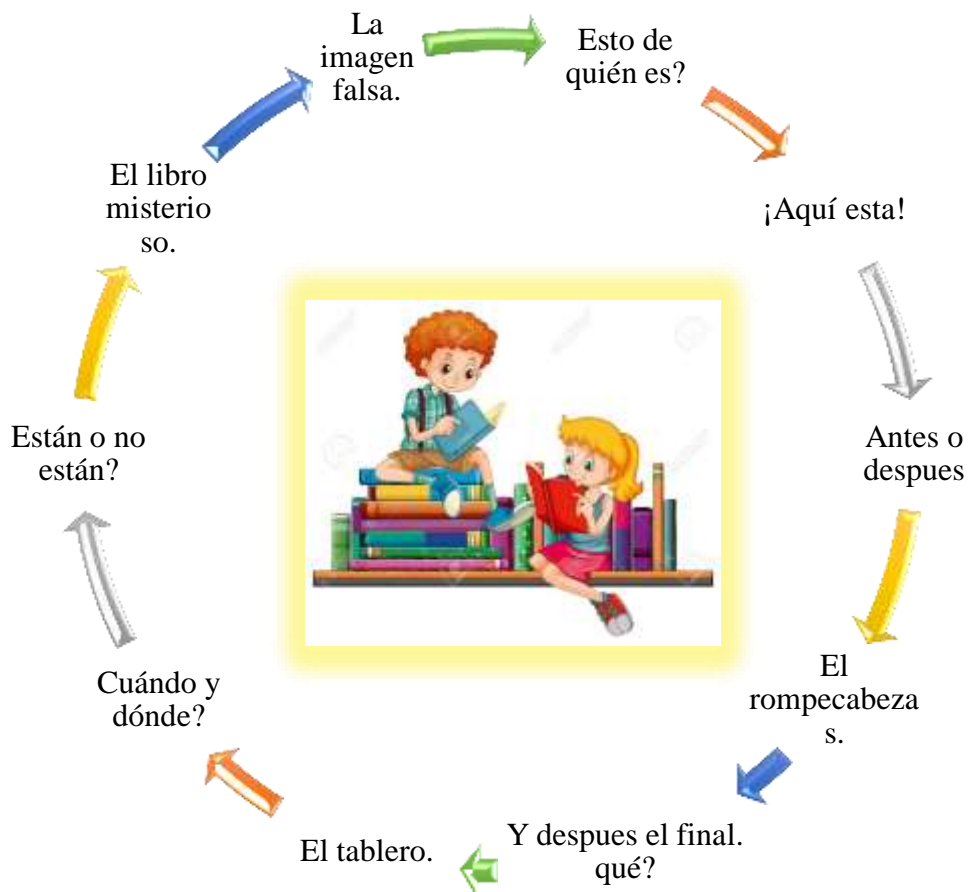 La
imagen
falsa.
Esto de
quién es?
¡Aquí esta!
Antes o
despues
El
rompecabeza
s.
Y despues el final.
qué?
El tablero.
Cuándo y
dónde?
Están o no
están?
El libro
misterio
so.